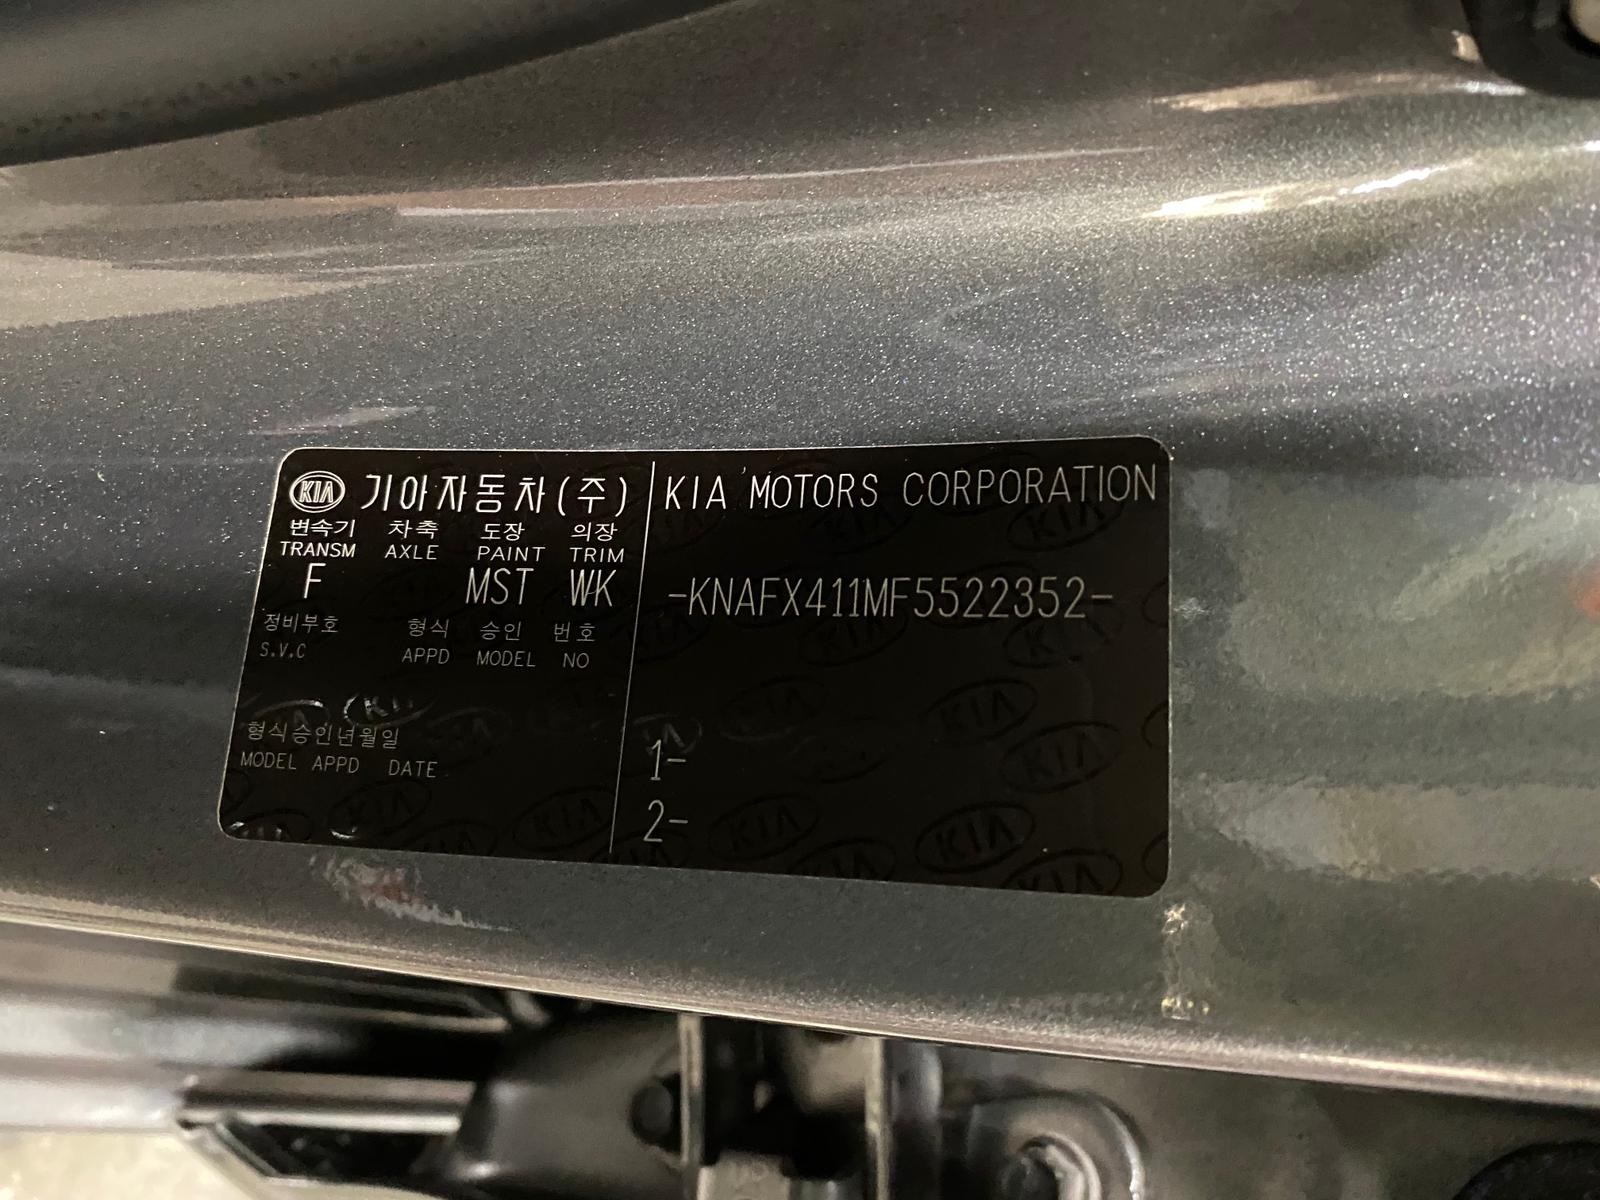 KIA 기아자동차(주) KIA MOTORS CORPORATION
변속기 차축 도장 의장
TRANSM AXLE PAINT TRIM
F MST WK
-KNAFX411MF5522352-
정비부호 형식 승인 번호
S.V.C APPD MODEL NO
형식승인년월일
MODEL APPD DATE
1-
2-